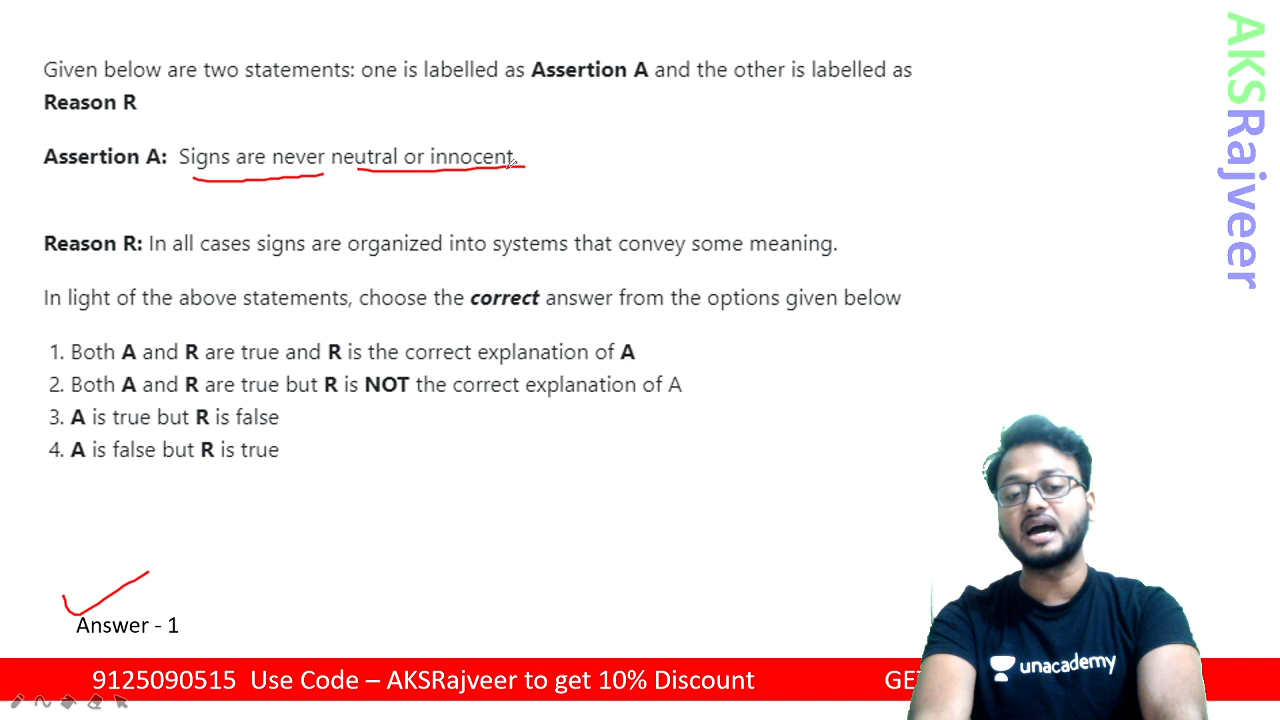 Given below are two statements: one is labelled as Assertion A and the other is labelled as
Reason R
Assertion A: Signs are never neutral or innocent.
Reason R: In all cases signs are organized into systems that convey some meaning.
In light of the above statements, choose the correct answer from the options given below
1. Both A and R are true and R is the correct explanation of A
2. Both A and R are true but R is NOT the correct explanation of A
3. A is true but R is false
4. A is false but R is true
Answer - 1
9125090515 Use Code – AKSRajveer to get 10% Discount
GET
unacademy
AKSRajveer